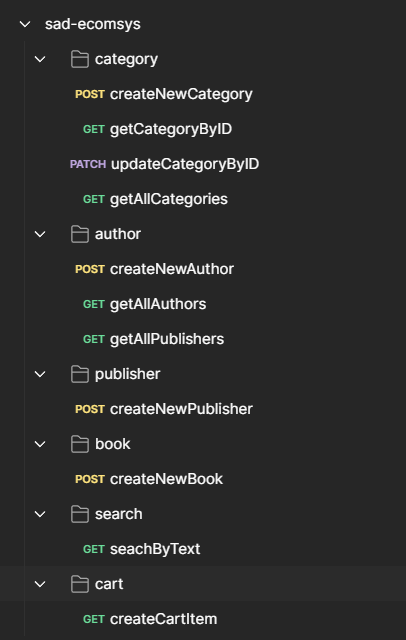 sad-ecomsys
category
POST createNewCategory
GET getCategoryByID
PATCH updateCategoryByID
GET getAllCategories
author
POST createNewAuthor
GET getAllAuthors
GET getAllPublishers
publisher
POST createNewPublisher
book
POST createNewBook
search
GET seachByText
cart
GET createCartItem